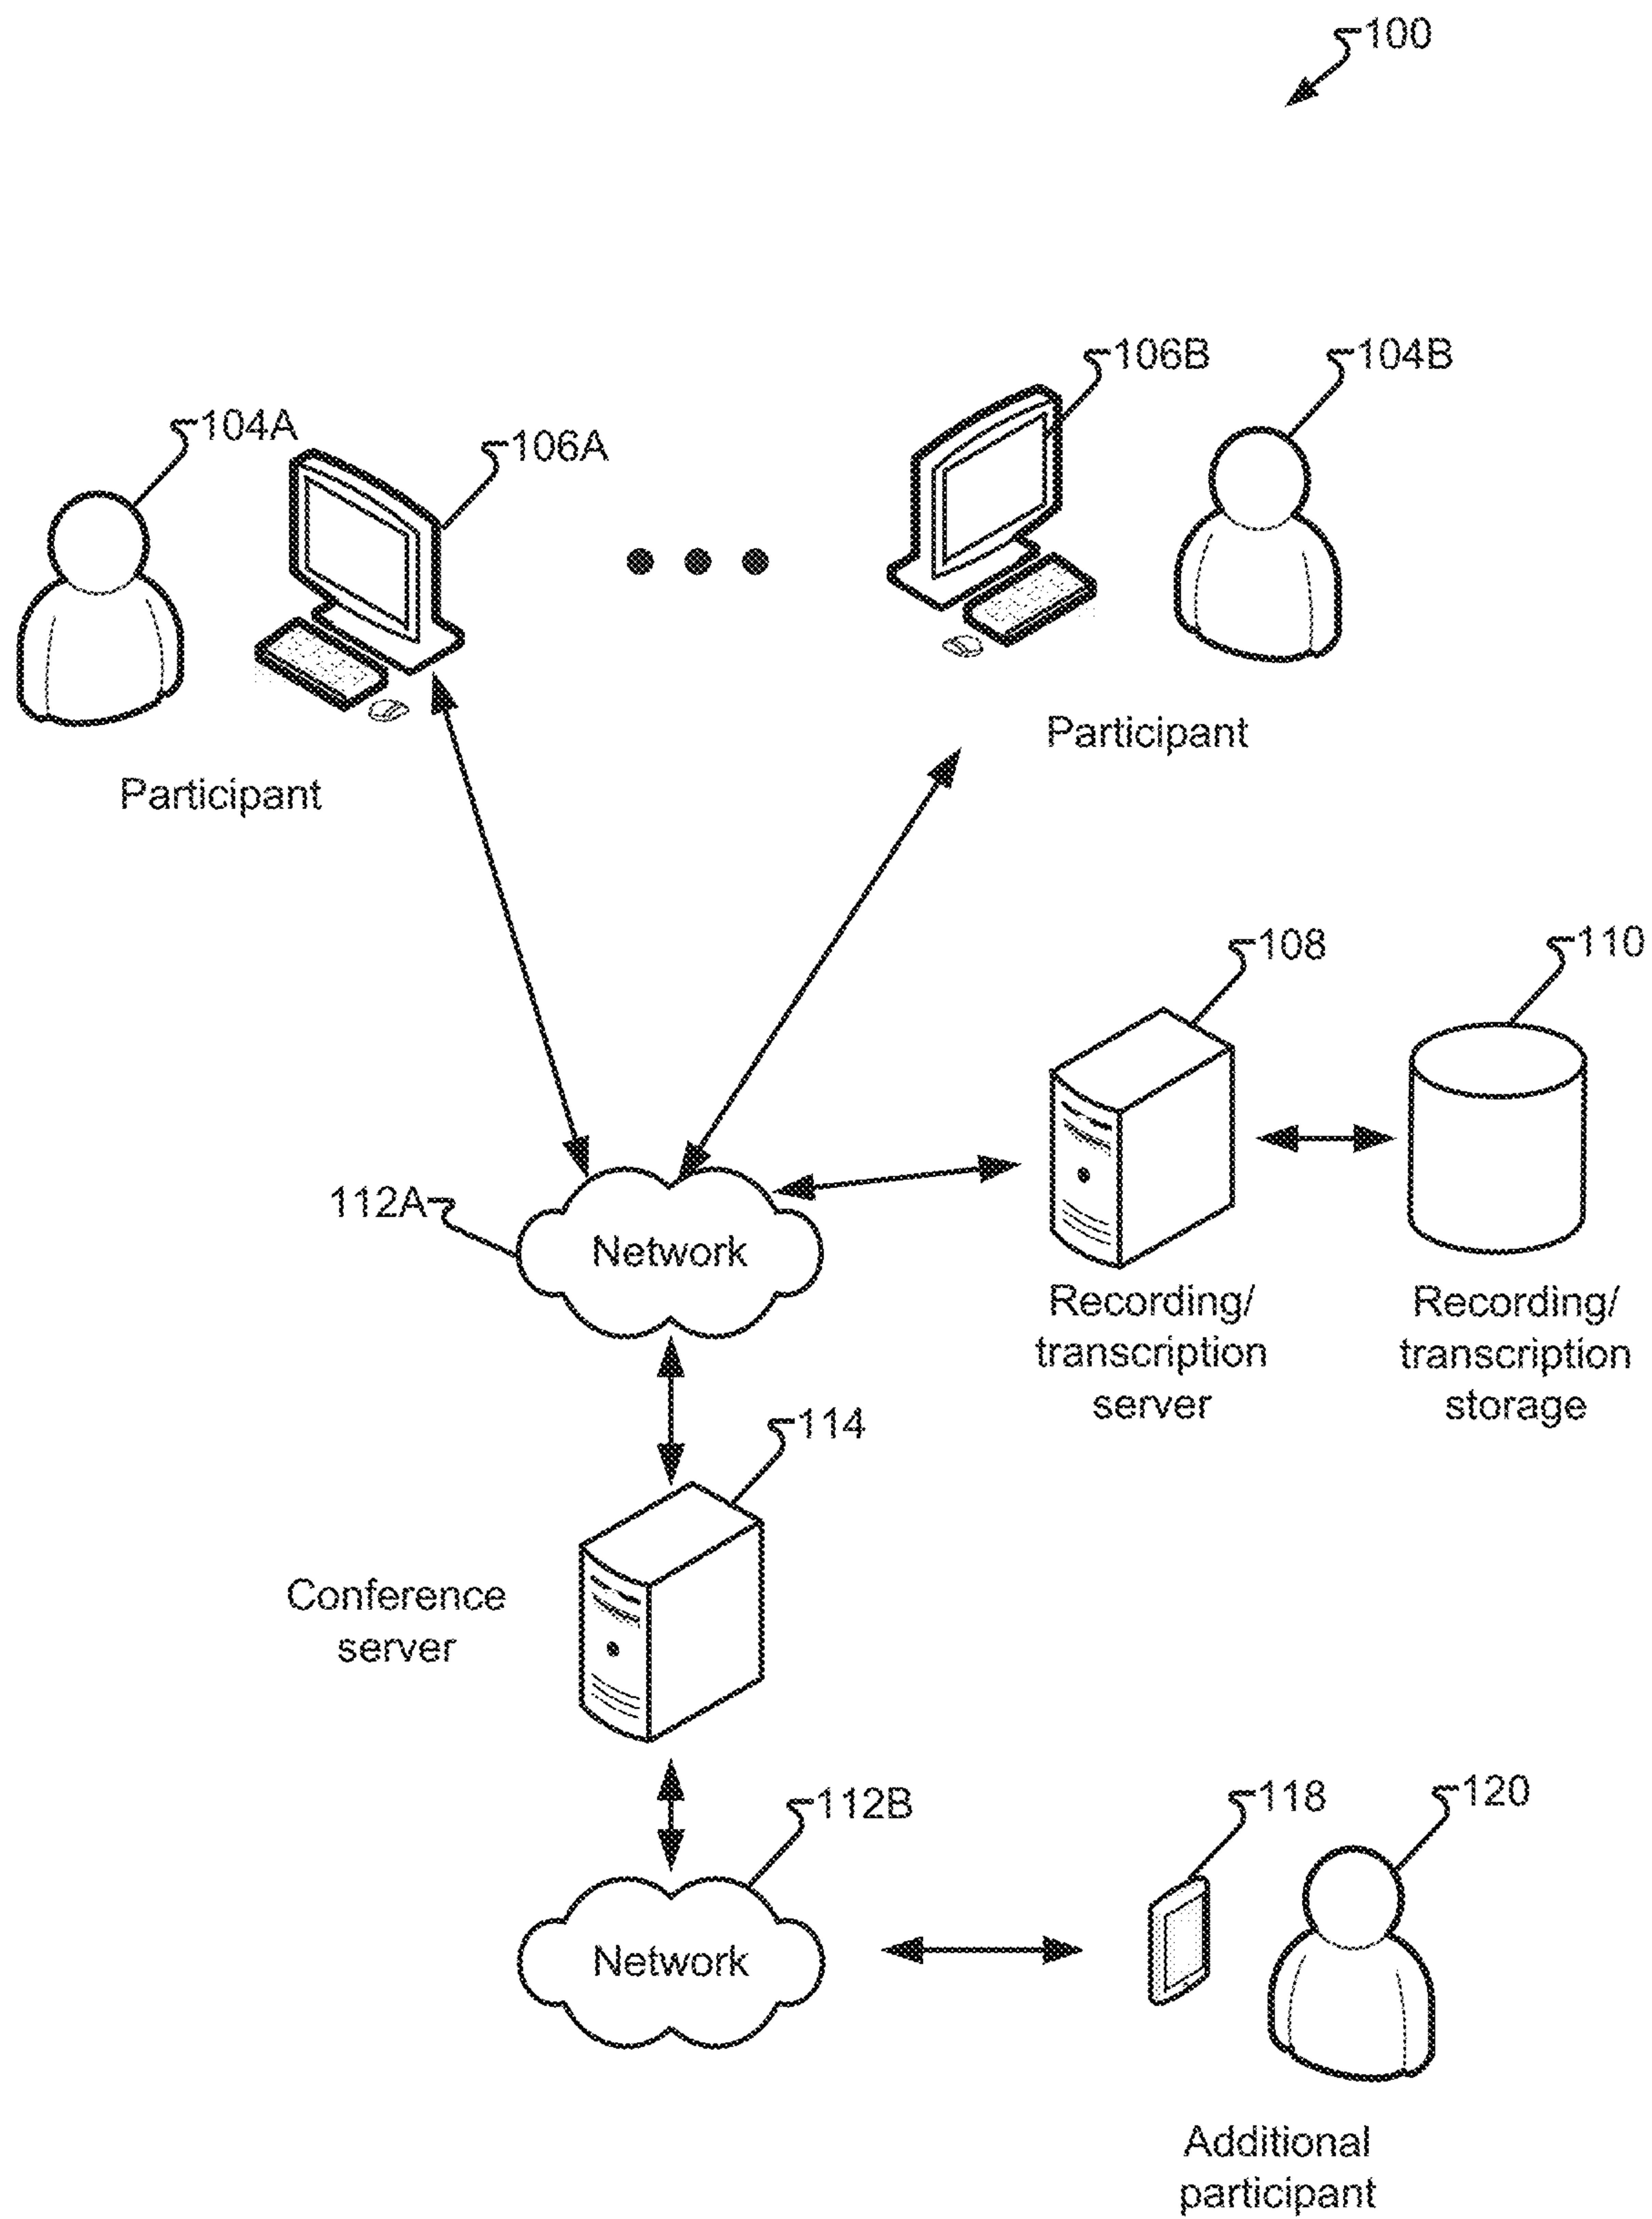 100
106B
104B
104A
106A
Participant
Participant
108
110
112A
Network
Recording/
transcription
server
Recording/
transcription
storage
114
Conference
server
112B
118
120
Network
Additional
participant